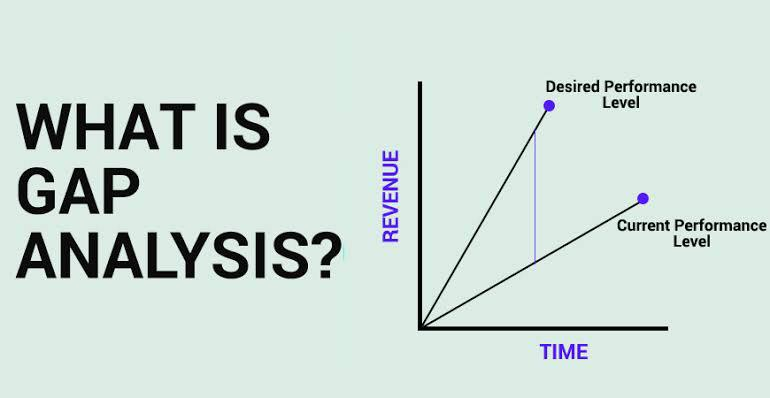 WHAT IS
GAP
ANALYSIS?
Desired Performance
Level
REVENUE
Current Performance
Level
TIME